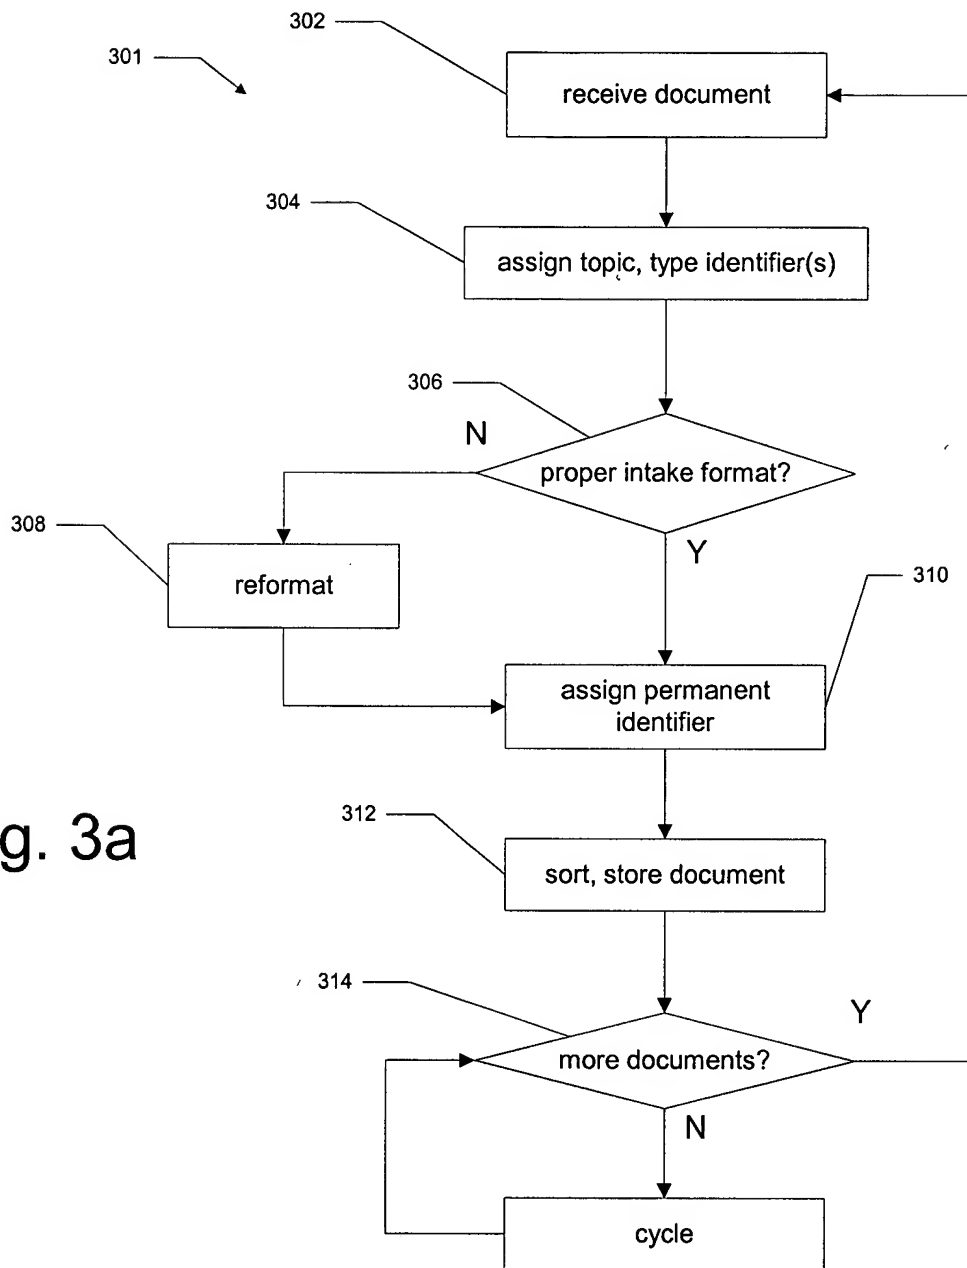 302
301
receive document
304
assign topic, type identifier(s)
306
N
proper intake format?
308
Y
reformat
310
assign permanent
identifier
312
g. 3a
sort, store document
314
Y
more documents?
N
cycle